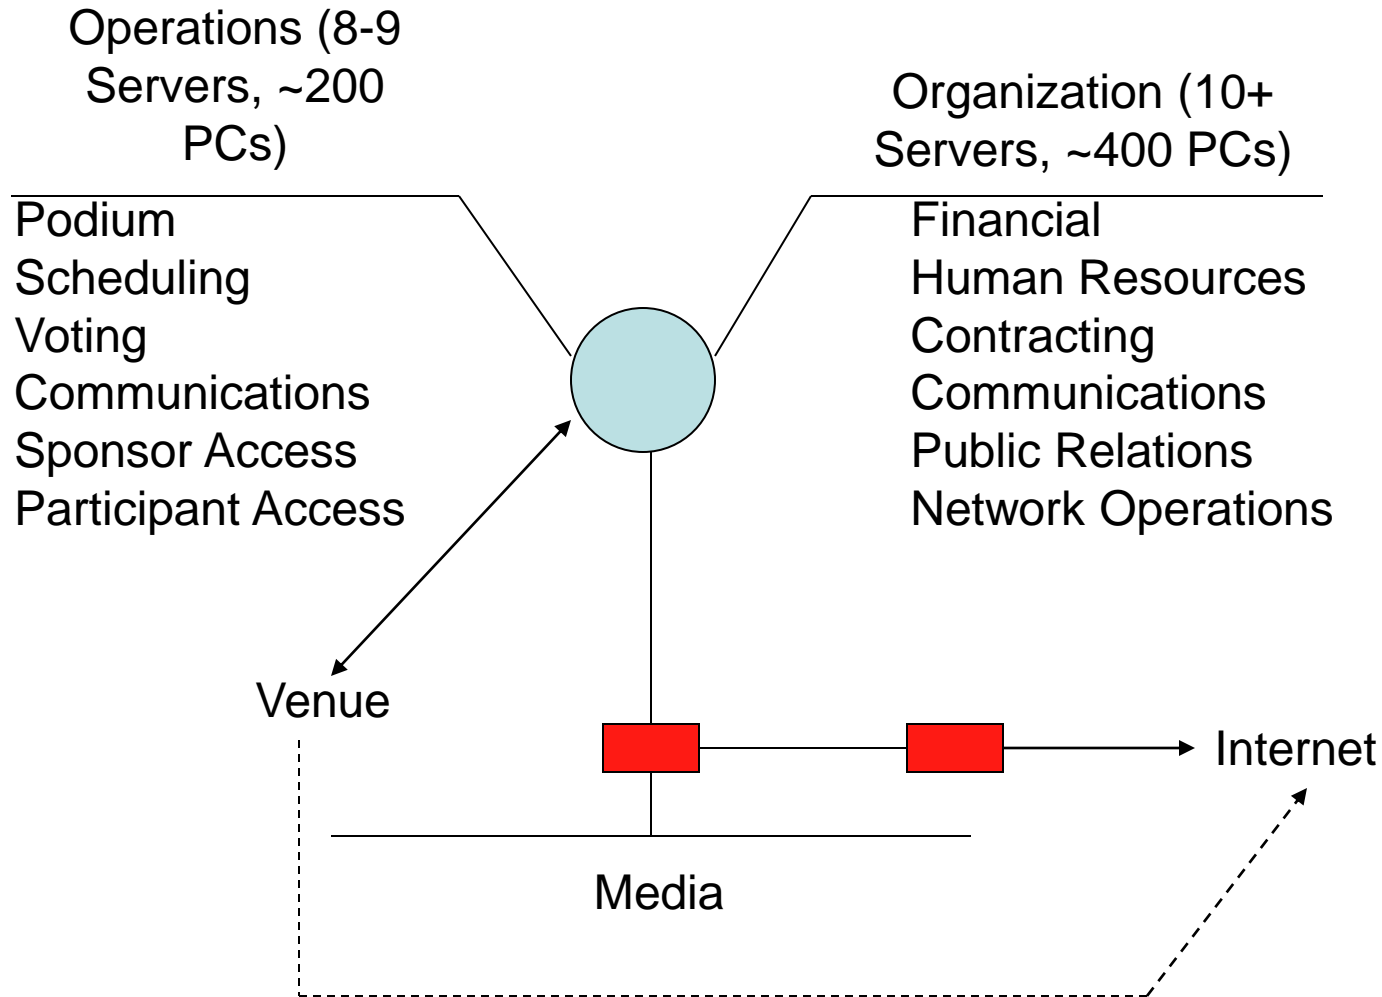 Operations (8-9
Servers, ~200
PCs)
Organization (10+
Servers, ~400 PCs)
Podium
Scheduling
Voting
Communications
Sponsor Access
Participant Access
Financial
Human Resources
Contracting
Communications
Public Relations
Network Operations
Venue
Internet
Media